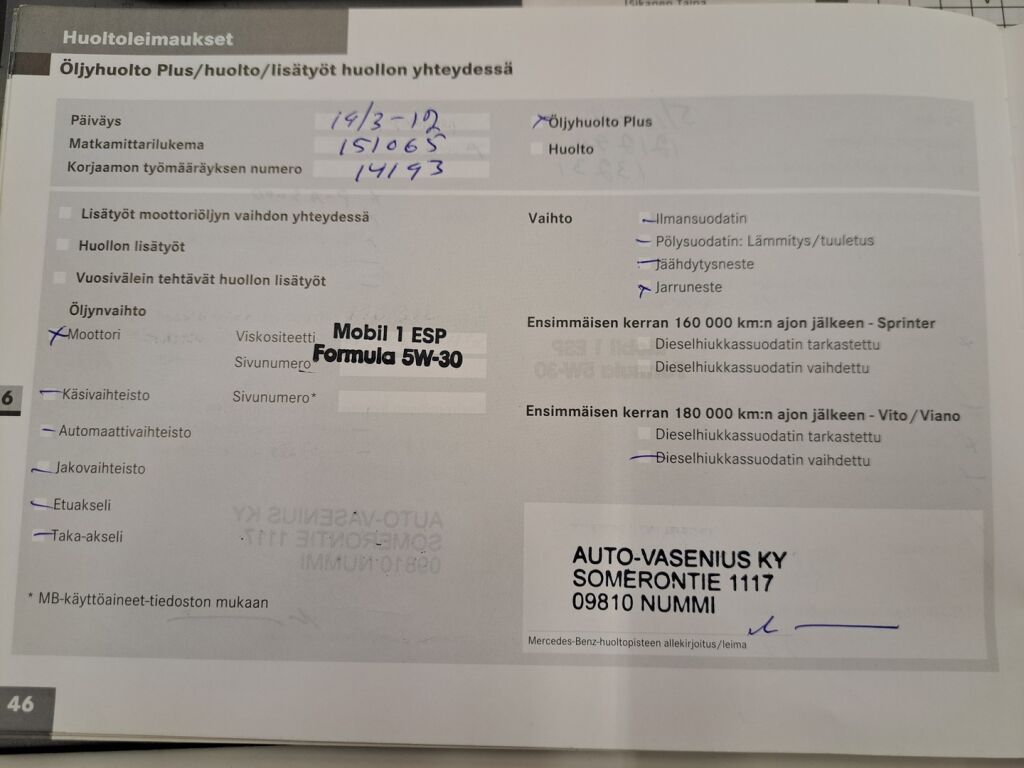 Huoltoleimaukset
Öljyhuolto Plus/huolto/lisätyöt huollon yhteydessä
Päiväys 19/3-12
Matkamittarilukema 151065
Korjaamon työmääräyksen numero 14193
Öljyhuolto Plus
Huolto
Lisätyöt moottoriöljyn vaihdon yhteydessä
Huollon lisätyöt
Vuosivälein tehtävät huollon lisätyöt
Öljynvaihto
Moottori Viskositeetti Mobil 1 ESP
Sivunumero Formula 5W-30
Käsivaihteisto Sivunumero*
Automaattivaihteisto
Jakovaihteisto
Etuakseli
Taka-akseli
* MB-käyttöaineet-tiedoston mukaan
Vaihto
Ilmansuodatin
Pölysuodatin: Lämmitys/tuuletus
Jäähdytysneste
Jarruneste
Ensimmäisen kerran 160 000 km:n ajon jälkeen - Sprinter
Dieselhiukkassuodatin tarkastettu
Dieselhiukkassuodatin vaihdettu
Ensimmäisen kerran 180 000 km:n ajon jälkeen - Vito/Viano
Dieselhiukkassuodatin tarkastettu
Dieselhiukkassuodatin vaihdettu
AUTO-VASENIUS KY
SOMERONTIE 1117
09810 NUMMI
Mercedes-Benz-huoltopisteen allekirjoitus/leima
6
46